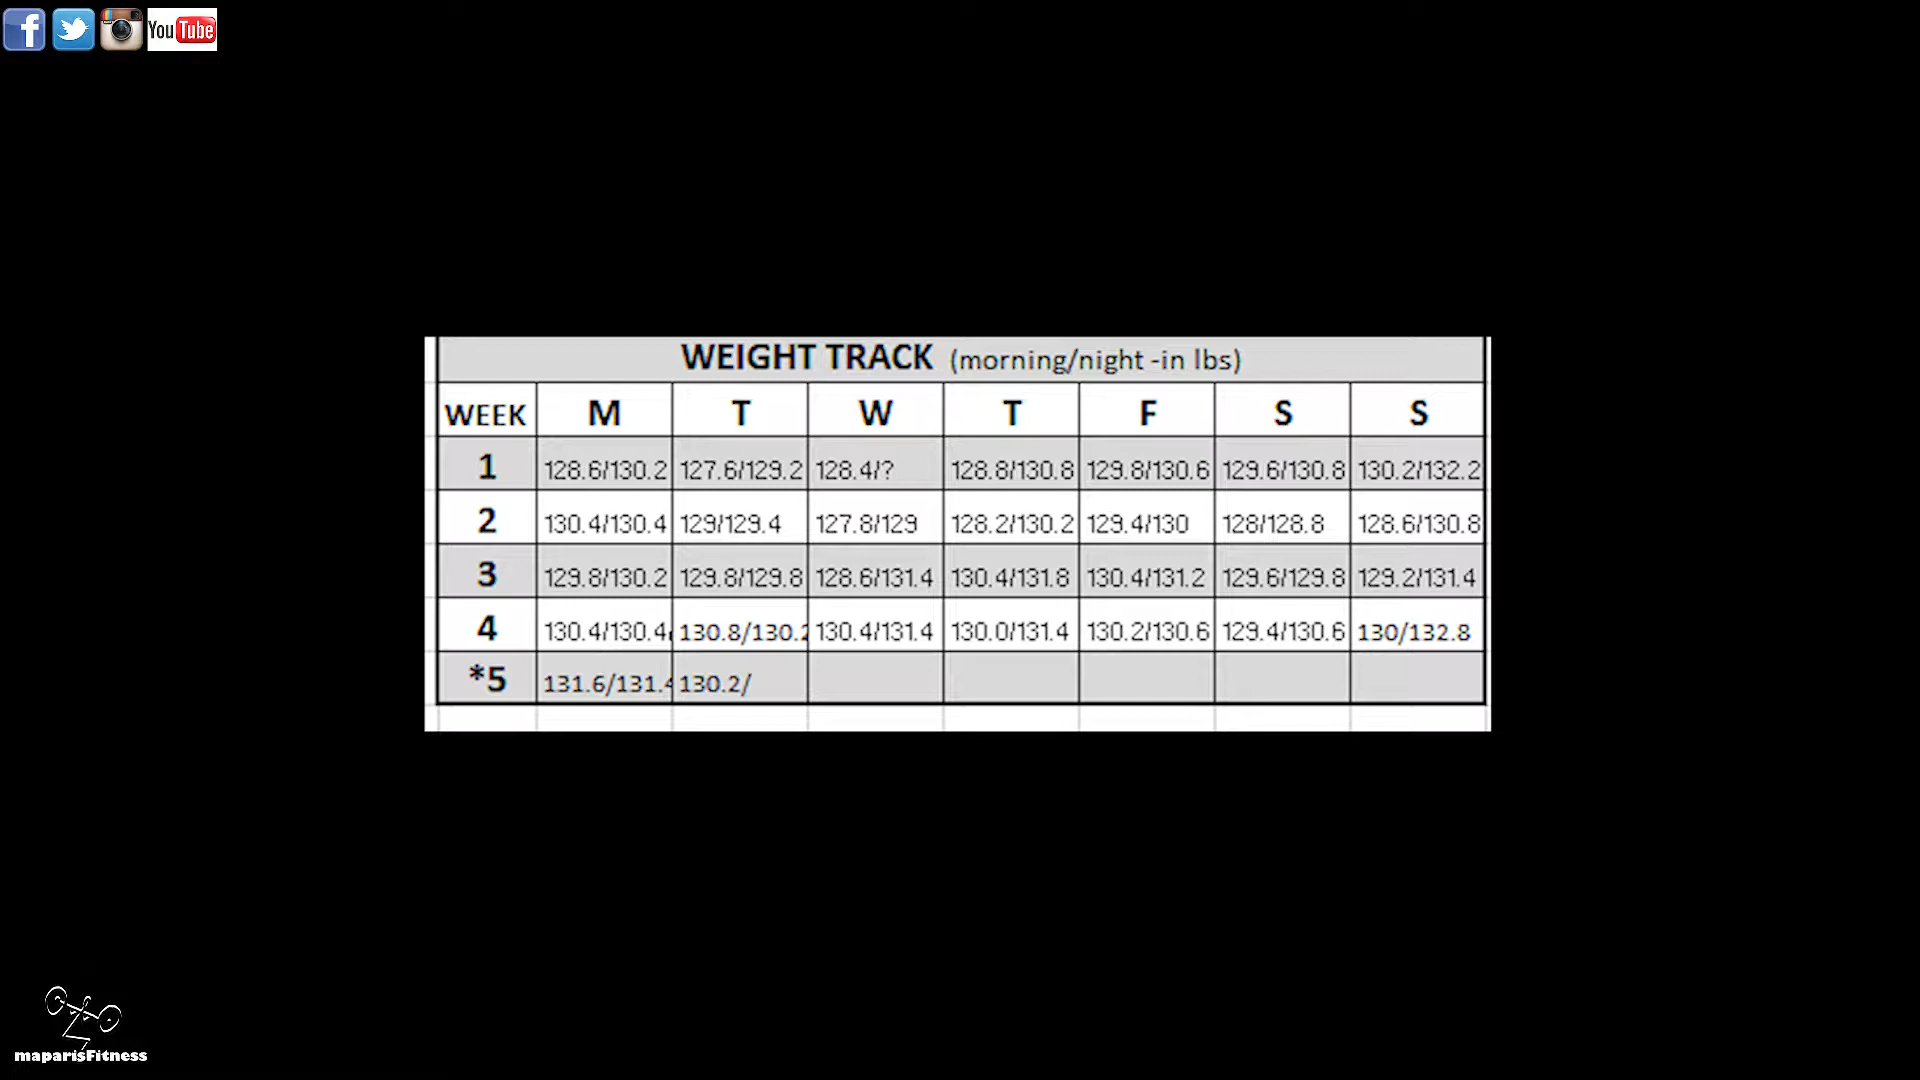 You Tube
WEIGHT TRACK (morning/night -in lbs)
WEEK M T W T F S S
1 128.6/130.2 127.6/129.2 128.4/? 128.8/130.8 129.8/130.6 129.6/130.8 130.2/132.2
2 130.4/130.4 129/129.4 127.8/129 128.2/130.2 129.4/130 128/128.8 128.6/130.8
3 129.8/130.2 129.8/129.8 128.6/131.4 130.4/131.8 130.4/131.2 129.6/129.8 129.2/131.4
4 130.4/130.4 130.8/130.2 130.4/131.4 130.0/131.4 130.2/130.6 129.4/130.6 130/132.8
*5 131.6/131.4 130.2/
maparisFitness